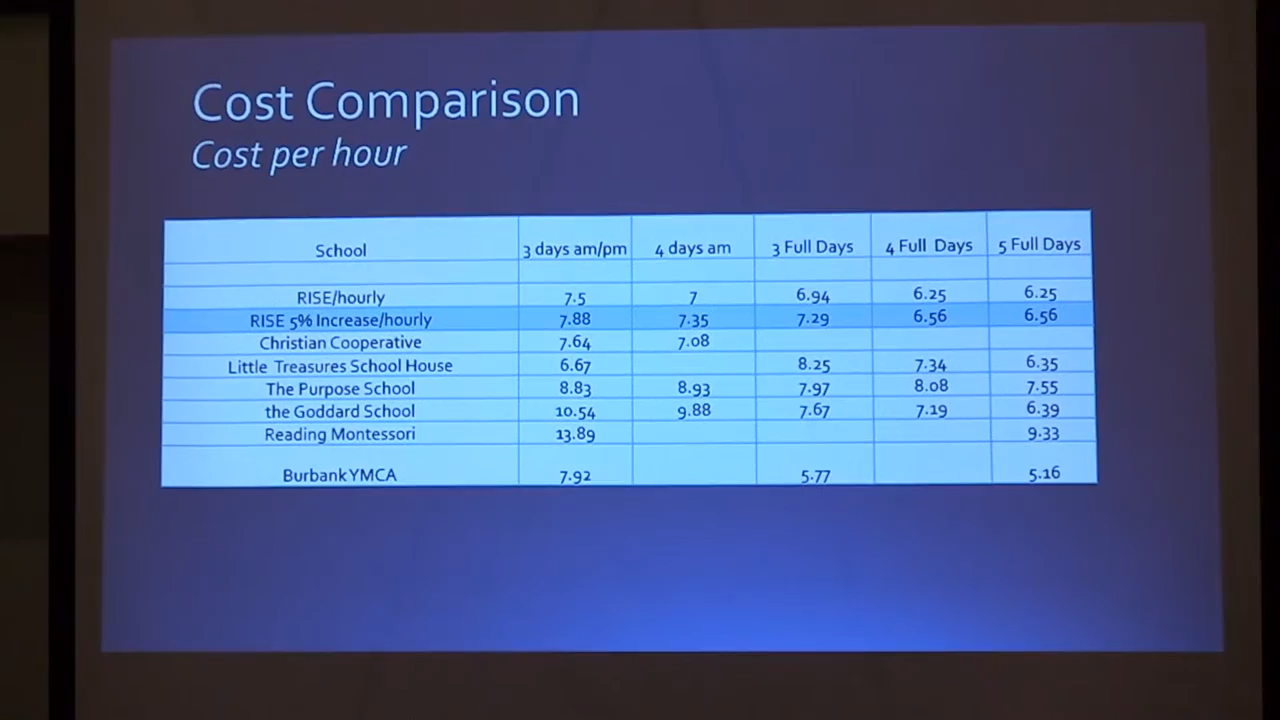 Cost Comparison
Cost per hour
School 3 days am/pm 4 days am 3 Full Days 4 Full Days 5 Full Days
RISE/hourly 7.5 7 6.94 6.25 6.25
RISE 5% Increase/hourly 7.88 7.35 7.29 6.56 6.56
Christian Cooperative 7.64 7.08
Little Treasures School House 6.67 8.25 7.34 6.35
The Purpose School 8.83 8.93 7.97 8.08 7.55
the Goddard School 10.54 9.88 7.67 7.19 6.39
Reading Montessori 13.89 9.33
Burbank YMCA 7.92 5.77 5.16